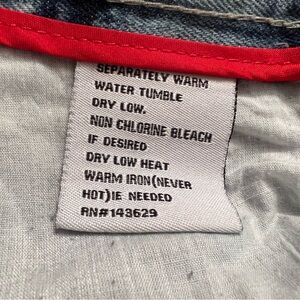 SEPARATELY WARM
WATER TUMBLE
DRY LOW.
NON CHLORINE BLEACH
IF DESIRED
DRY LOW HEAT
WARM IRON(NEVER
HOT)IE NEEDED
RN#143629